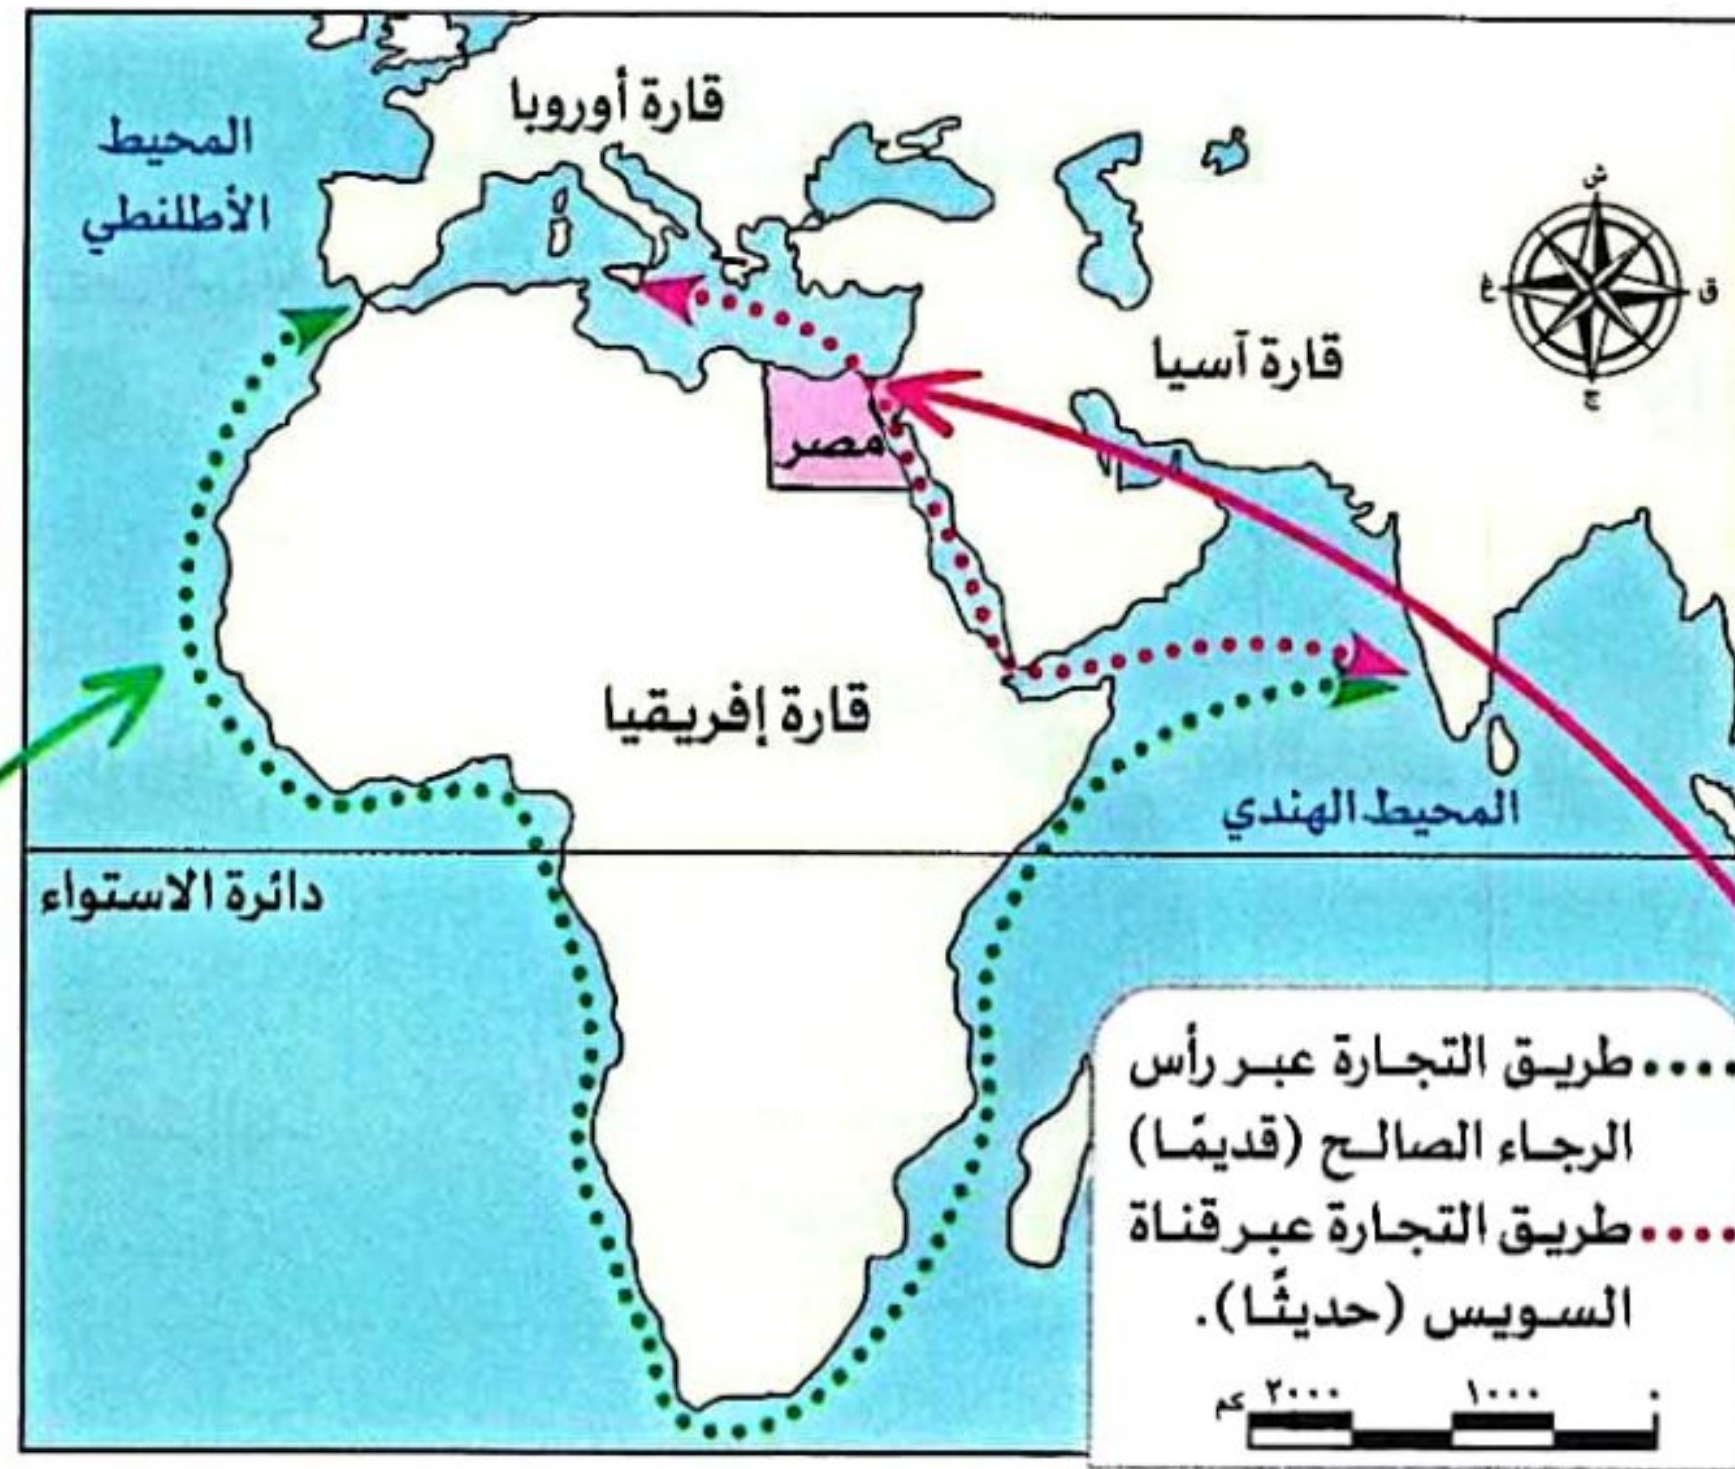 قارة أوروبا
المحيط
الأطلنطي
ش
غ
ق
ج
قارة آسيا
مصر
قارة إفريقيا
المحيط الهندي
دائرة الاستواء
طريق التجارة عبر رأس
الرجاء الصالح (قديمًا)
طريق التجارة عبر قناة
السويس (حديثًا).
٠ ١٠٠٠ ٢٠٠٠ كم